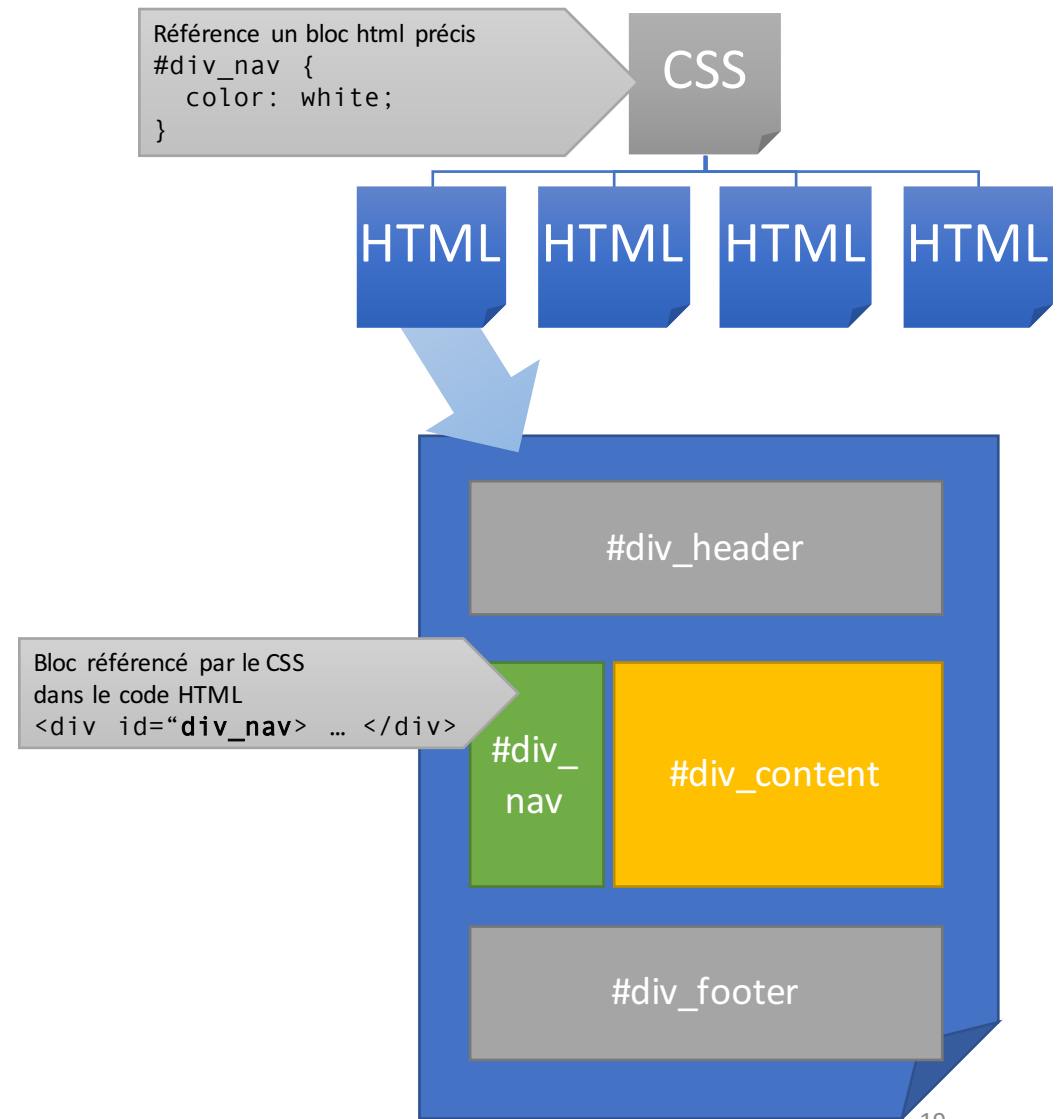 Référence un bloc html précis
#div_nav {
color: white;
}
CSS
HTML HTML HTML HTML
#div_header
Bloc référencé par le CSS
dans le code HTML
<div id=“div_nav> … </div>
#div_
nav
#div_content
#div_footer